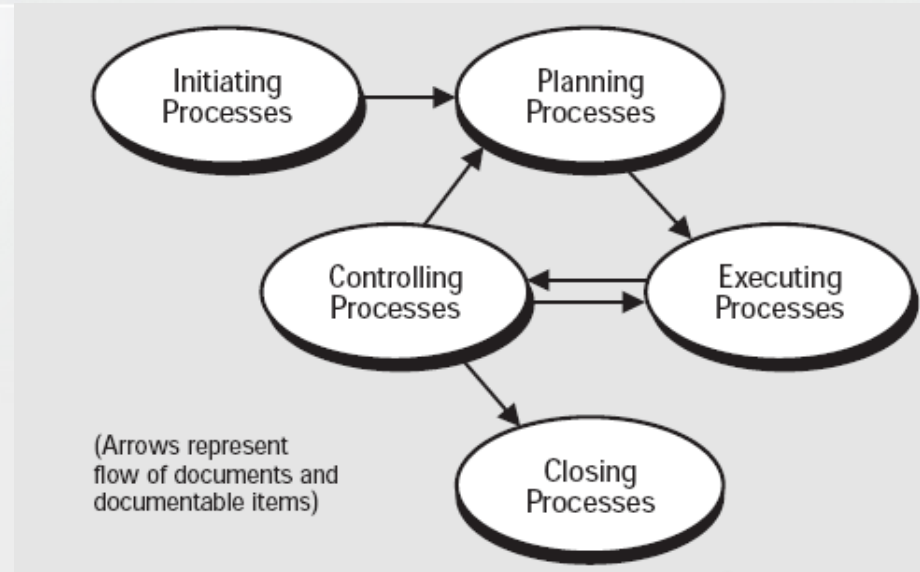 Initiating
Processes
Planning
Processes
Controlling
Processes
Executing
Processes
(Arrows represent
flow of documents and
documentable items)
Closing
Processes